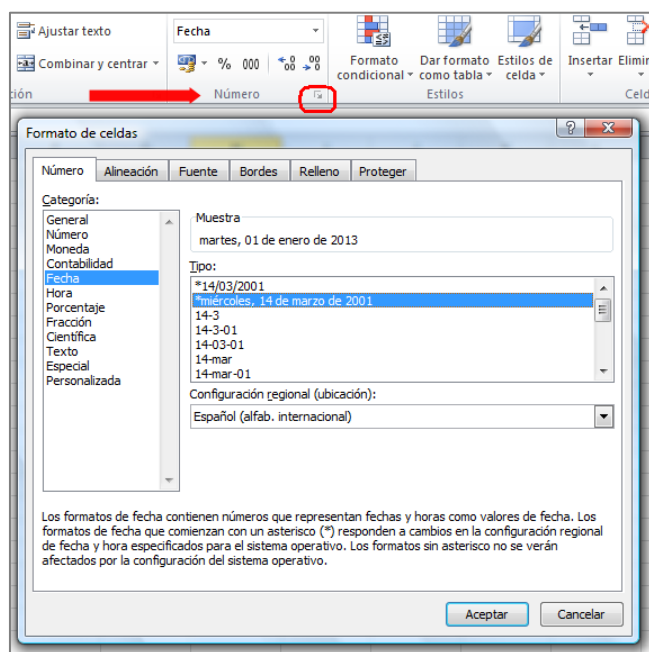 Ajustar texto
Fecha
Combinar y centrar
% 000
,0 ,00
,00 ,0
Formato condicional
Dar formato como tabla
Estilos de celda
Insertar
ción
Número
Estilos
Celd
Formato de celdas
Número Alineación Fuente Bordes Relleno Proteger
Categoría:
General
Número
Moneda
Contabilidad
Fecha
Hora
Porcentaje
Fracción
Científica
Texto
Especial
Personalizada
Muestra
martes, 01 de enero de 2013
Tipo:
*14/03/2001
*miércoles, 14 de marzo de 2001
14-3
14-3-01
14-03-01
14-mar
14-mar-01
Configuración regional (ubicación):
Español (alfab. internacional)
Los formatos de fecha contienen números que representan fechas y horas como valores de fecha. Los
formatos de fecha que comienzan con un asterisco (*) responden a cambios en la configuración regional
de fecha y hora especificados para el sistema operativo. Los formatos sin asterisco no se verán
afectados por la configuración del sistema operativo.
Aceptar Cancelar